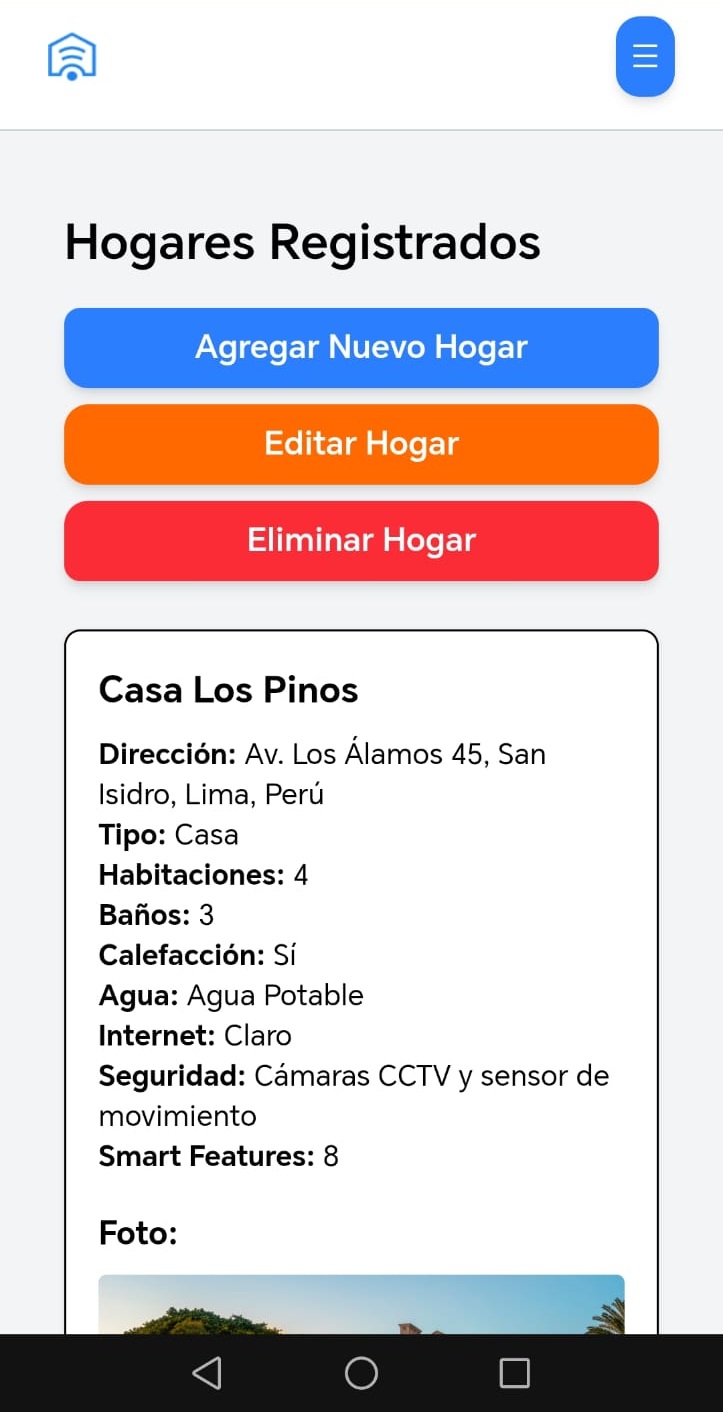 Hogares Registrados
Agregar Nuevo Hogar
Editar Hogar
Eliminar Hogar
Casa Los Pinos
Dirección: Av. Los Álamos 45, San
Isidro, Lima, Perú
Tipo: Casa
Habitaciones: 4
Baños: 3
Calefacción: Sí
Agua: Agua Potable
Internet: Claro
Seguridad: Cámaras CCTV y sensor de
movimiento
Smart Features: 8
Foto: